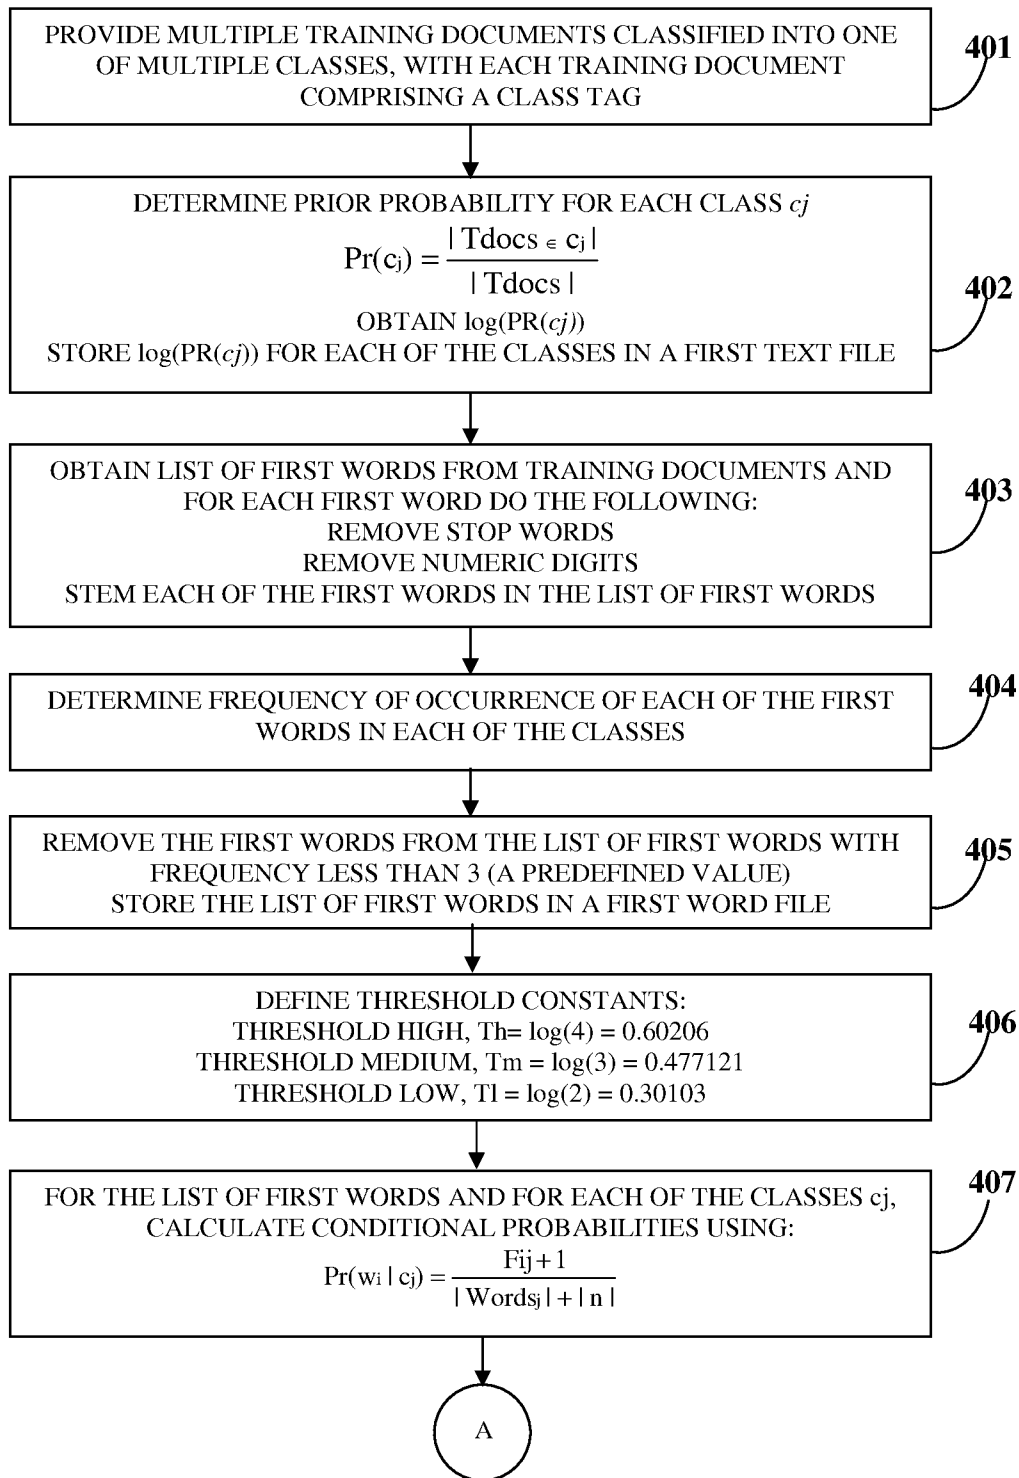 PROVIDE MULTIPLE TRAINING DOCUMENTS CLASSIFIED INTO ONE
OF MULTIPLE CLASSES, WITH EACH TRAINING DOCUMENT
COMPRISING A CLASS TAG
401
DETERMINE PRIOR PROBABILITY FOR EACH CLASS cj
Pr(cj) = | Tdocs ∈ cj | / | Tdocs |
OBTAIN log(PR(cj))
STORE log(PR(cj)) FOR EACH OF THE CLASSES IN A FIRST TEXT FILE
402
OBTAIN LIST OF FIRST WORDS FROM TRAINING DOCUMENTS AND
FOR EACH FIRST WORD DO THE FOLLOWING:
REMOVE STOP WORDS
REMOVE NUMERIC DIGITS
STEM EACH OF THE FIRST WORDS IN THE LIST OF FIRST WORDS
403
DETERMINE FREQUENCY OF OCCURRENCE OF EACH OF THE FIRST
WORDS IN EACH OF THE CLASSES
404
REMOVE THE FIRST WORDS FROM THE LIST OF FIRST WORDS WITH
FREQUENCY LESS THAN 3 (A PREDEFINED VALUE)
STORE THE LIST OF FIRST WORDS IN A FIRST WORD FILE
405
DEFINE THRESHOLD CONSTANTS:
THRESHOLD HIGH, Th= log(4) = 0.60206
THRESHOLD MEDIUM, Tm = log(3) = 0.477121
THRESHOLD LOW, Tl = log(2) = 0.30103
406
FOR THE LIST OF FIRST WORDS AND FOR EACH OF THE CLASSES cj,
CALCULATE CONDITIONAL PROBABILITIES USING:
Pr(wi | cj) = Fij + 1 / | Wordsj | + | n |
407
A